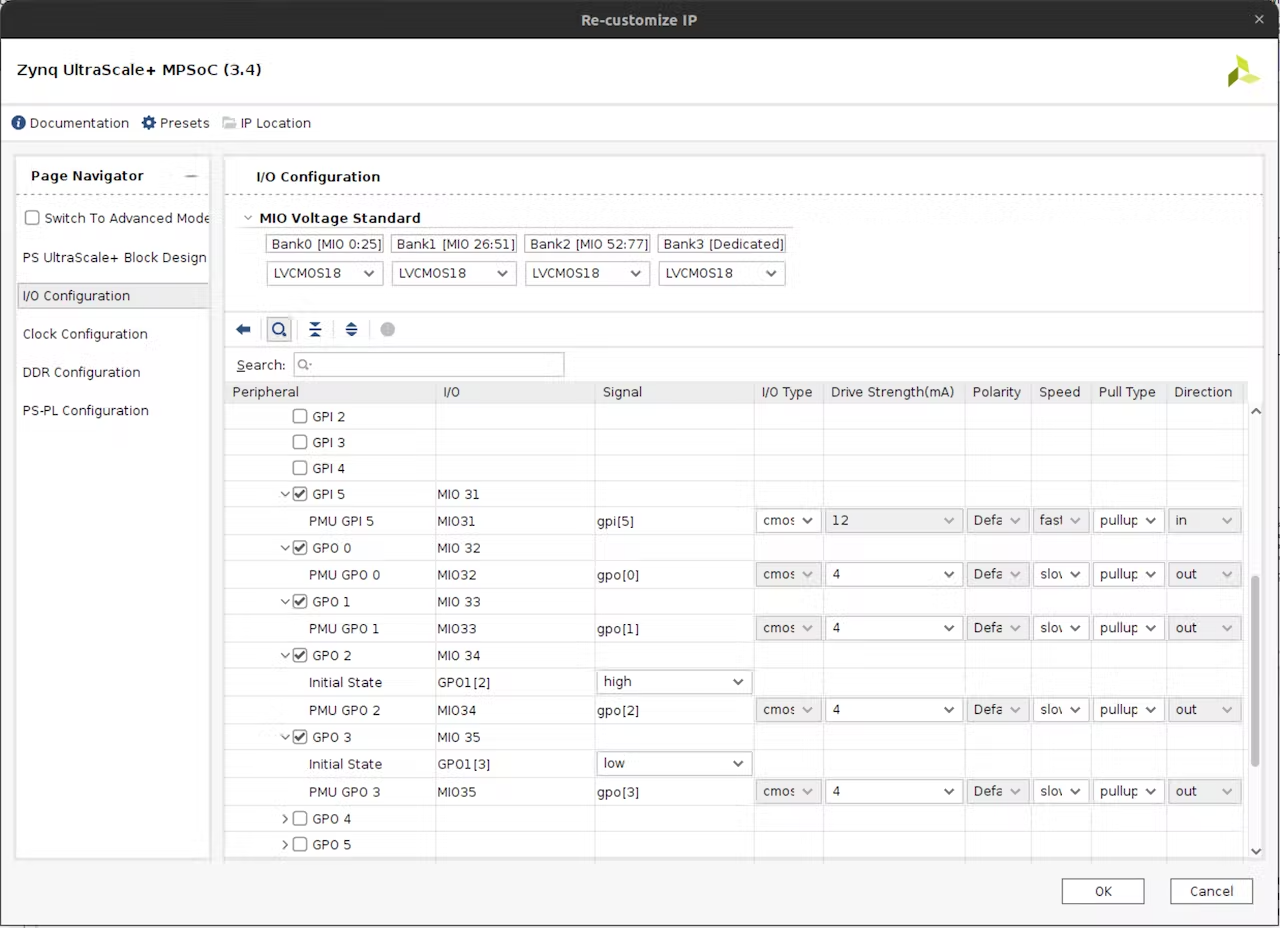 Re-customize IP
Zynq UltraScale+ MPSoC (3.4)
Documentation Presets IP Location
Page Navigator
Switch To Advanced Mode
PS UltraScale+ Block Design
I/O Configuration
Clock Configuration
DDR Configuration
PS-PL Configuration
I/O Configuration
MIO Voltage Standard
Bank0 [MIO 0:25] Bank1 [MIO 26:51] Bank2 [MIO 52:77] Bank3 [Dedicated]
LVCMOS18 LVCMOS18 LVCMOS18 LVCMOS18
Search:
Peripheral I/O Signal I/O Type Drive Strength(mA) Polarity Speed Pull Type Direction
GPI 2
GPI 3
GPI 4
GPI 5 MIO 31
PMU GPI 5 MIO31 gpi[5] cmos 12 Defa fast pullup in
GPO 0 MIO 32
PMU GPO 0 MIO32 gpo[0] cmos 4 Defa slov pullup out
GPO 1 MIO 33
PMU GPO 1 MIO33 gpo[1] cmos 4 Defa slov pullup out
GPO 2 MIO 34
Initial State GPO1[2] high
PMU GPO 2 MIO34 gpo[2] cmos 4 Defa slov pullup out
GPO 3 MIO 35
Initial State GPO1[3] low
PMU GPO 3 MIO35 gpo[3] cmos 4 Defa slov pullup out
GPO 4
GPO 5
OK Cancel